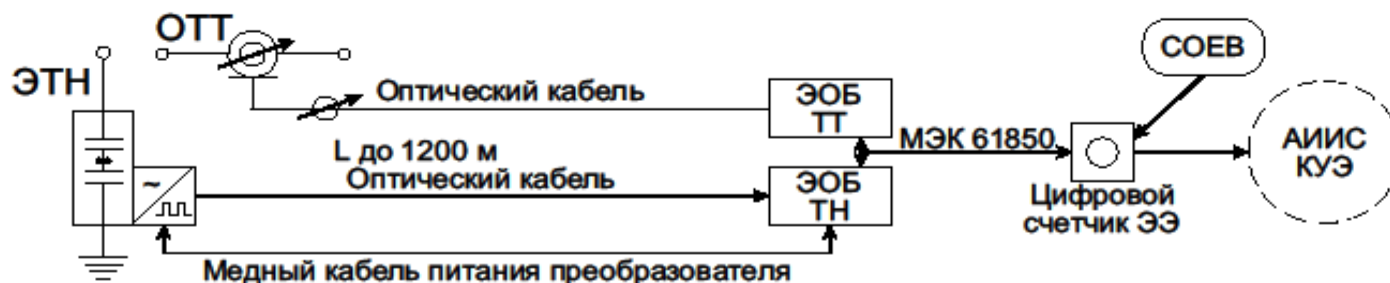 ОТТ
СОЕВ
ЭТН
Оптический кабель
ЭОБ
ТТ
L до 1200 м
Оптический кабель
МЭК 61850
АИИС
КУЭ
ЭОБ
ТН
Цифровой
счетчик ЭЭ
Медный кабель питания преобразователя